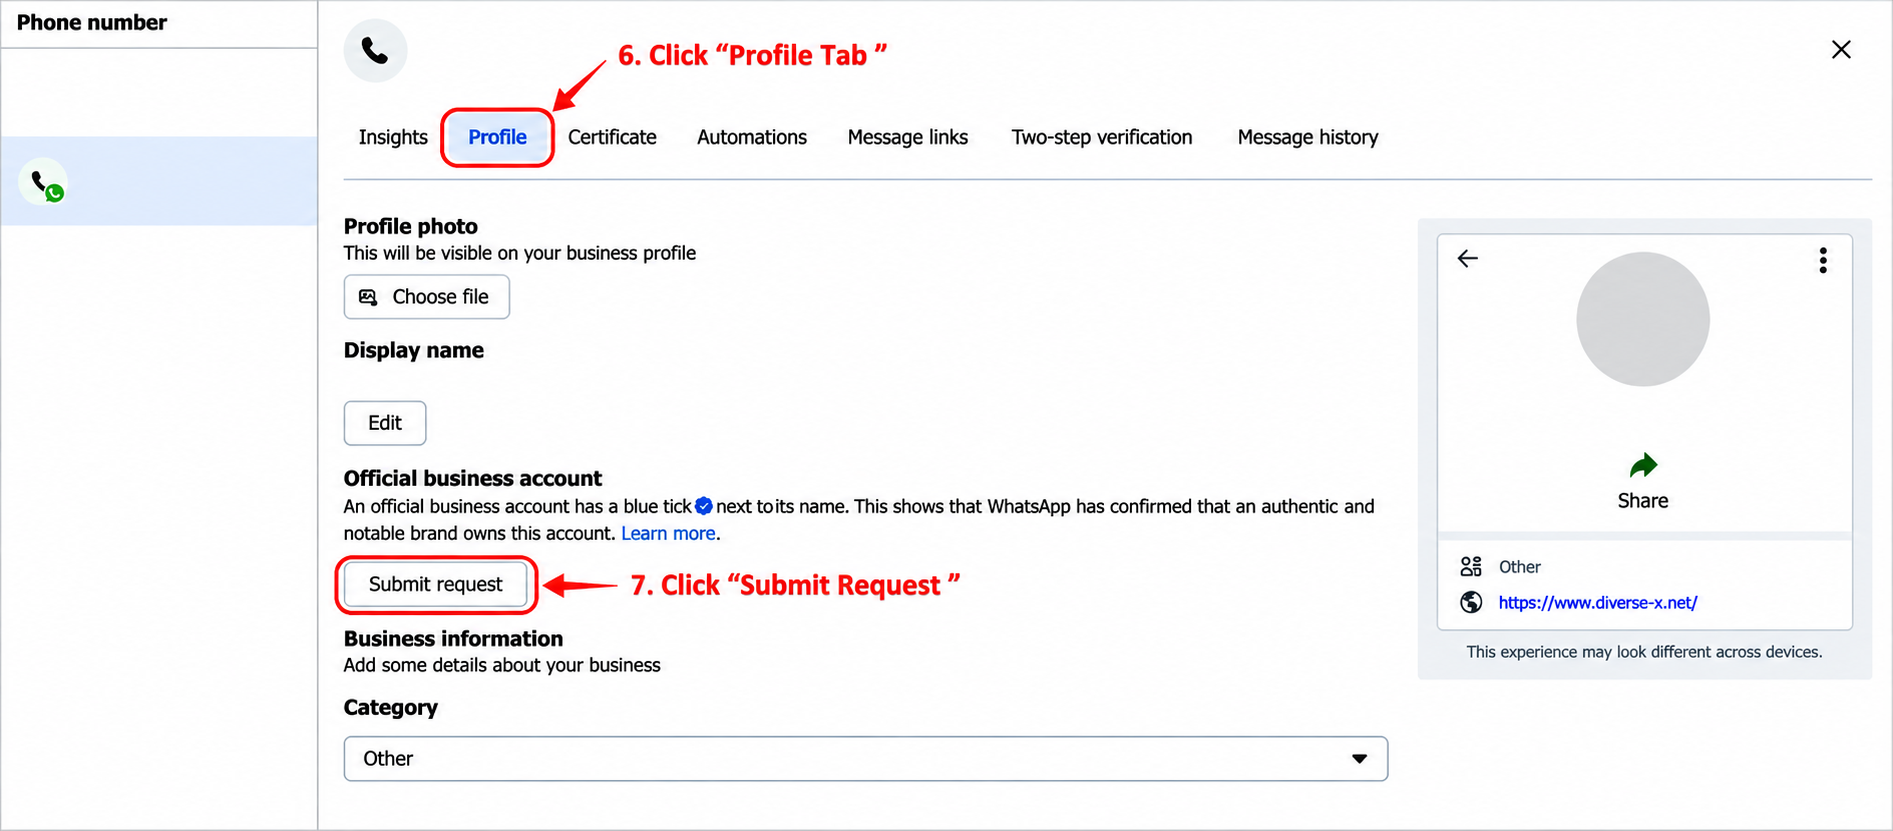 Phone number
6. Click “Profile Tab ”
Insights Profile Certificate Automations Message links Two-step verification Message history
Profile photo
This will be visible on your business profile
Choose file
Display name
Edit
Official business account
An official business account has a blue tick next to its name. This shows that WhatsApp has confirmed that an authentic and
notable brand owns this account. Learn more.
Submit request
7. Click “Submit Request ”
Business information
Add some details about your business
Category
Other
Share
Other
https://www.diverse-x.net/
This experience may look different across devices.